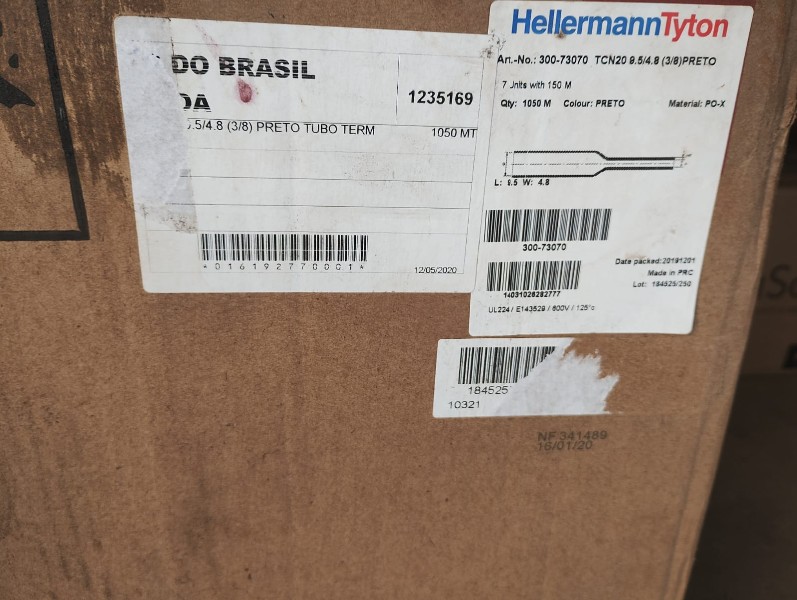 DO BRASIL
DA
1235169
.5/4.8 (3/8) PRETO TUBO TERM 1050 MT
*0161927770001*
12/05/2020
HellermannTyton
Art.-No.: 300-73070 TCN20 9.5/4.8 (3/8)PRETO
7 Units with 150 M
Qty: 1050 M Colour: PRETO Material: PO-X
L: 9.5 W: 4.8
300-73070
Date packed:20191201
Made in PRC
14031026282777
Lot: 184525/250
UL224 / E143529 / 600V / 125°c
184525
10321
NF 341489
16/01/20